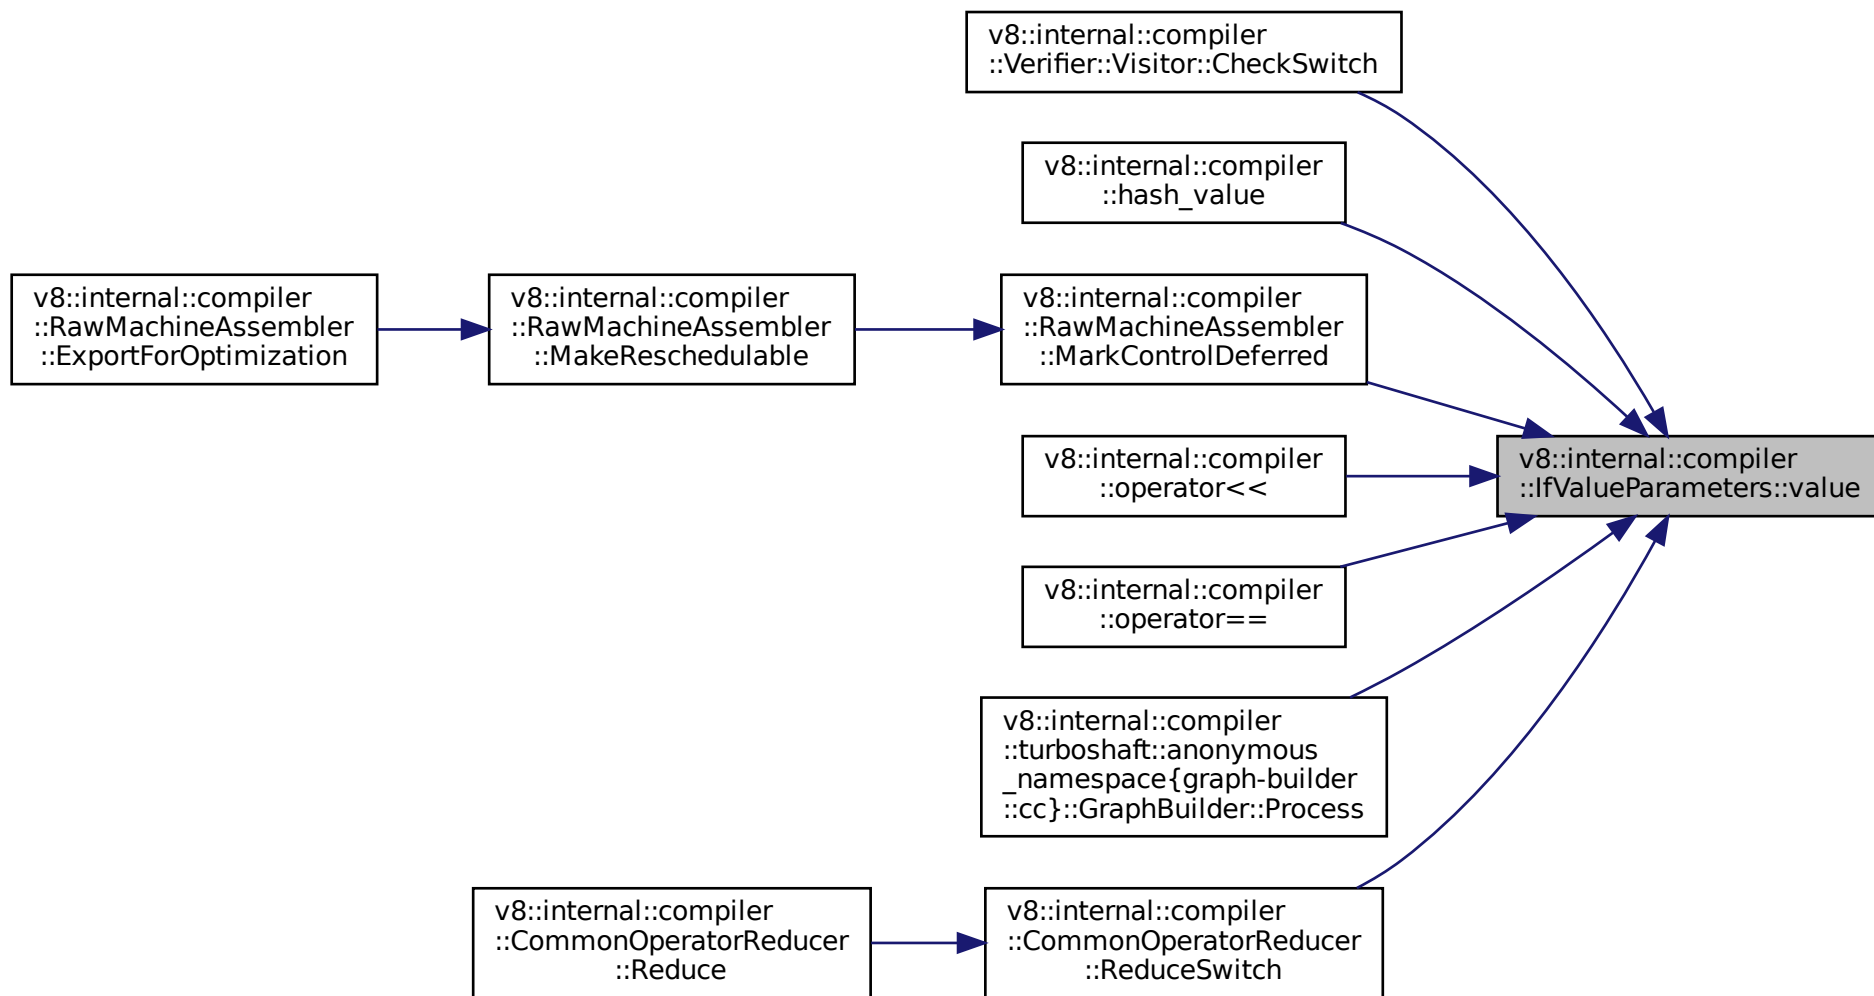 v8::internal::compiler
::Verifier::Visitor::CheckSwitch
v8::internal::compiler
::hash_value
v8::internal::compiler
::RawMachineAssembler
::ExportForOptimization
v8::internal::compiler
::RawMachineAssembler
::MakeReschedulable
v8::internal::compiler
::RawMachineAssembler
::MarkControlDeferred
v8::internal::compiler
::operator<<
v8::internal::compiler
::IfValueParameters::value
v8::internal::compiler
::operator==
v8::internal::compiler
::turboshaft::anonymous
_namespace{graph-builder
::cc}::GraphBuilder::Process
v8::internal::compiler
::CommonOperatorReducer
::Reduce
v8::internal::compiler
::CommonOperatorReducer
::ReduceSwitch